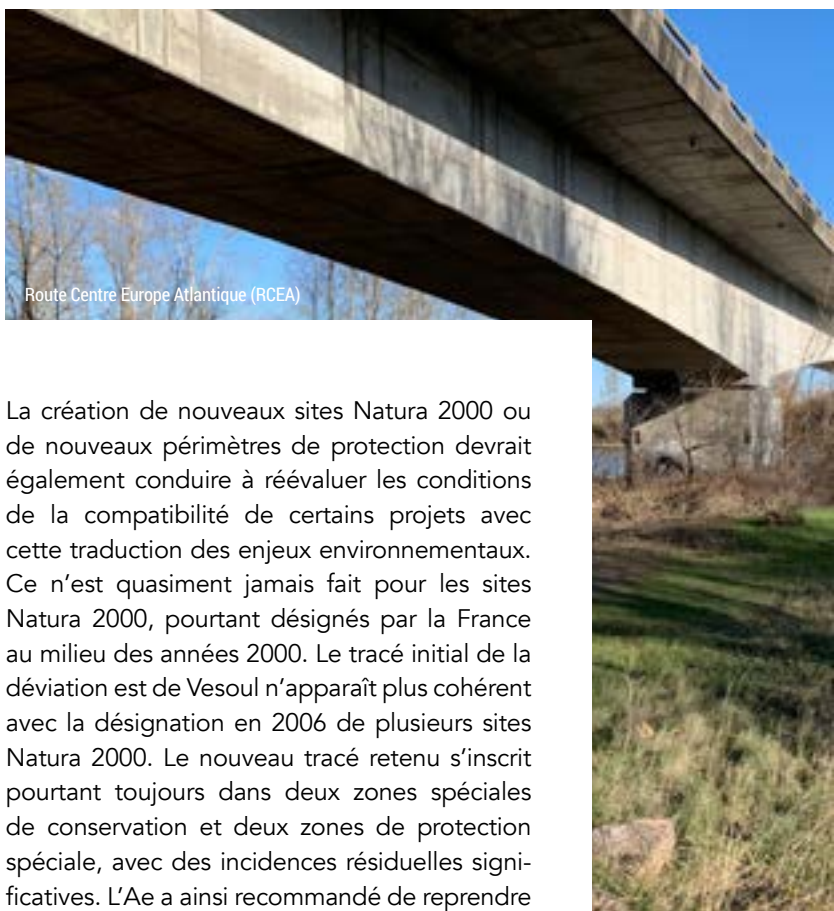 Route Centre Europe Atlantique (RCEA)
La création de nouveaux sites Natura 2000 ou
de nouveaux périmètres de protection devrait
également conduire à réévaluer les conditions
de la compatibilité de certains projets avec
cette traduction des enjeux environnementaux.
Ce n’est quasiment jamais fait pour les sites
Natura 2000, pourtant désignés par la France
au milieu des années 2000. Le tracé initial de la
déviation est de Vesoul n’apparaît plus cohérent
avec la désignation en 2006 de plusieurs sites
Natura 2000. Le nouveau tracé retenu s’inscrit
pourtant toujours dans deux zones spéciales
de conservation et deux zones de protection
spéciale, avec des incidences résiduelles signi-
ficatives. L’Ae a ainsi recommandé de reprendre